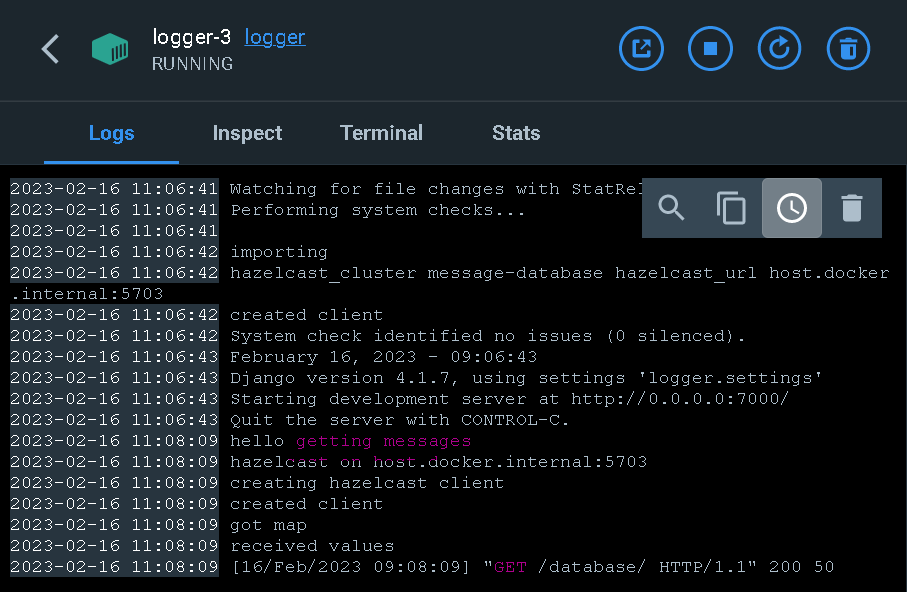 logger-3 logger
RUNNING
Logs Inspect Terminal Stats
2023-02-16 11:06:41 Watching for file changes with StatRel
2023-02-16 11:06:41 Performing system checks...
2023-02-16 11:06:41
2023-02-16 11:06:42 importing
2023-02-16 11:06:42 hazelcast_cluster message-database hazelcast_url host.docker
.internal:5703
2023-02-16 11:06:42 created client
2023-02-16 11:06:42 System check identified no issues (0 silenced).
2023-02-16 11:06:43 February 16, 2023 - 09:06:43
2023-02-16 11:06:43 Django version 4.1.7, using settings 'logger.settings'
2023-02-16 11:06:43 Starting development server at http://0.0.0.0:7000/
2023-02-16 11:06:43 Quit the server with CONTROL-C.
2023-02-16 11:08:09 hello getting messages
2023-02-16 11:08:09 hazelcast on host.docker.internal:5703
2023-02-16 11:08:09 creating hazelcast client
2023-02-16 11:08:09 created client
2023-02-16 11:08:09 got map
2023-02-16 11:08:09 received values
2023-02-16 11:08:09 [16/Feb/2023 09:08:09] "GET /database/ HTTP/1.1" 200 50